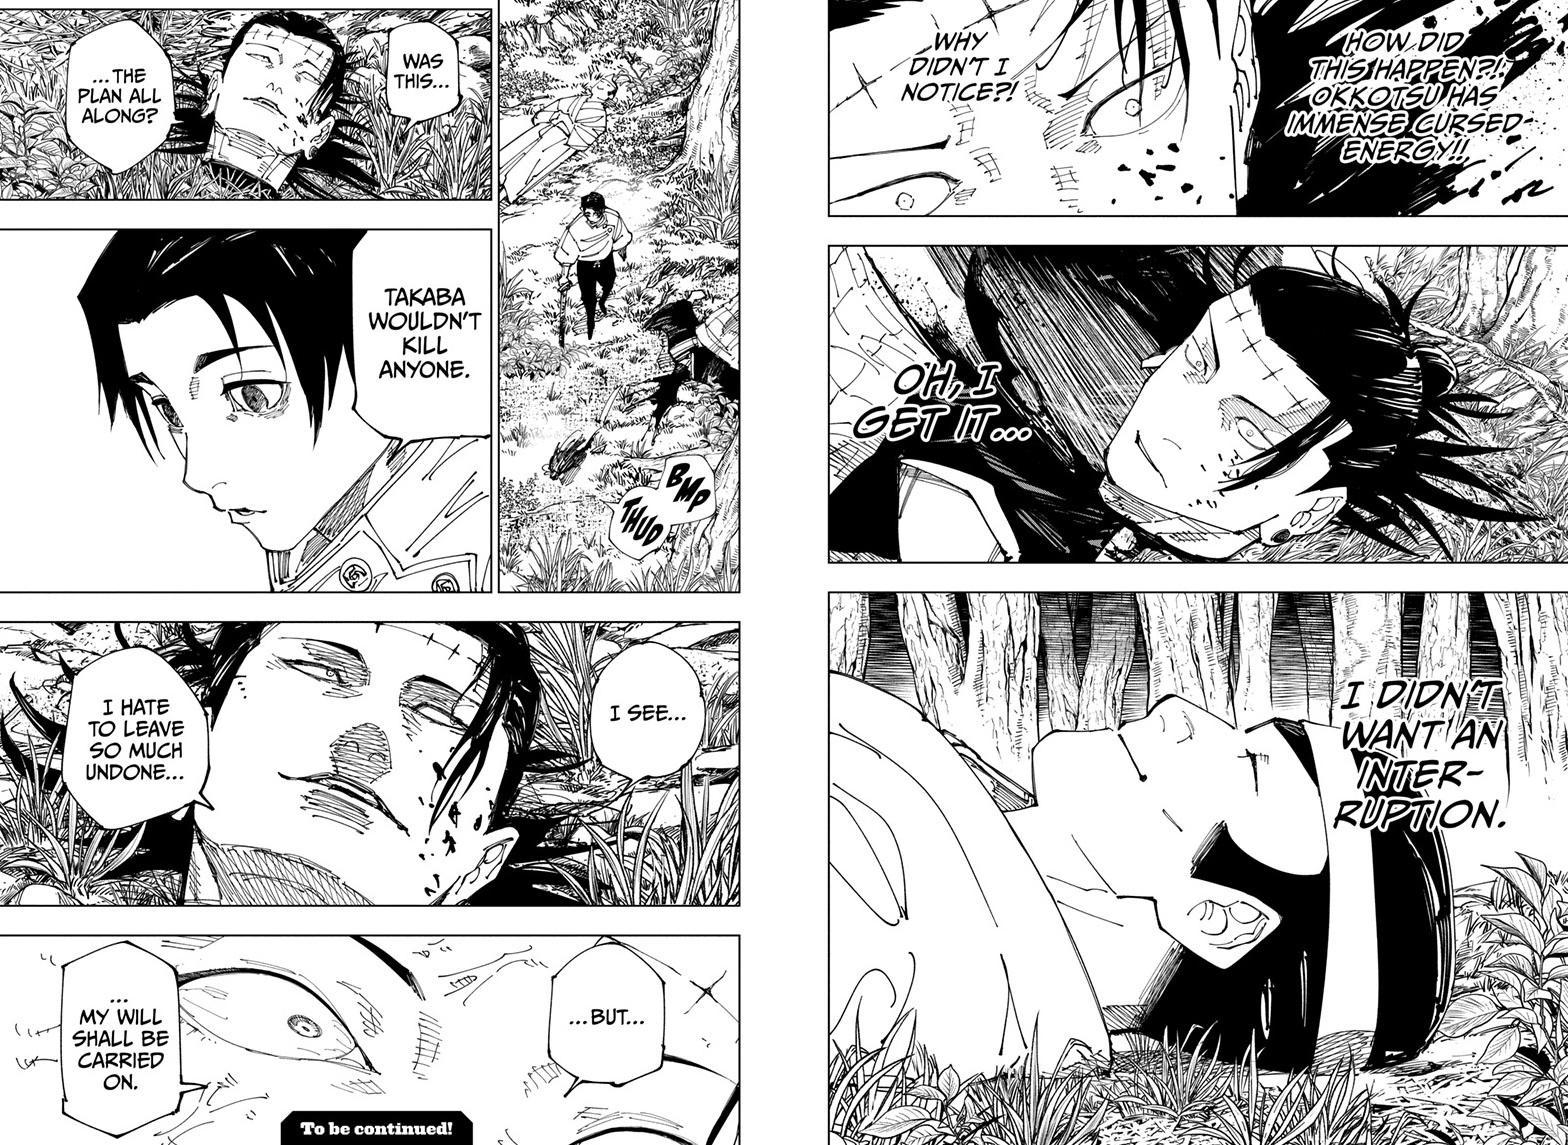 HOW DID
THIS HAPPEN?!
OKKOTSU HAS
IMMENSE CURSED
ENERGY!!
WHY
DIDN'T I
NOTICE?!
OH, I
GET IT...
I DIDN'T
WANT AN
INTER-
RUPTION.
BMP
THUD
WAS
THIS...
...THE
PLAN ALL
ALONG?
TAKABA
WOULDN'T
KILL
ANYONE.
I SEE...
I HATE
TO LEAVE
SO MUCH
UNDONE...
...BUT...
...
MY WILL
SHALL BE
CARRIED
ON.
To be continued!